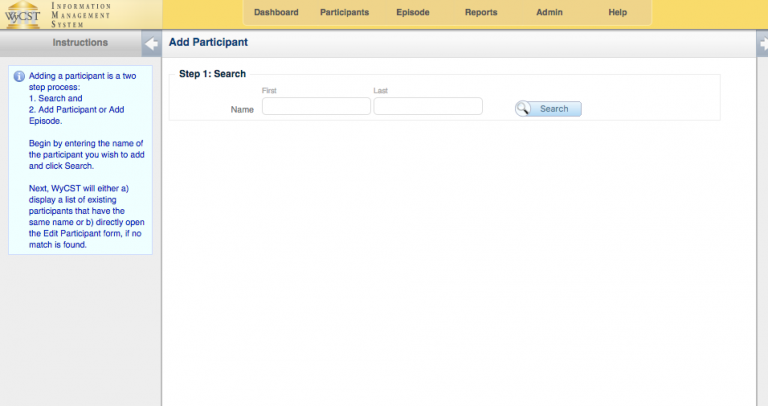 WyCST
INFORMATION
MANAGEMENT
SYSTEM
Dashboard Participants Episode Reports Admin Help
Instructions
Adding a participant is a two
step process:
1. Search and
2. Add Participant or Add
Episode.
Begin by entering the name of
the participant you wish to add
and click Search.
Next, WyCST will either a)
display a list of existing
participants that have the
same name or b) directly open
the Edit Participant form, if no
match is found.
Add Participant
Step 1: Search
First Last
Name Search